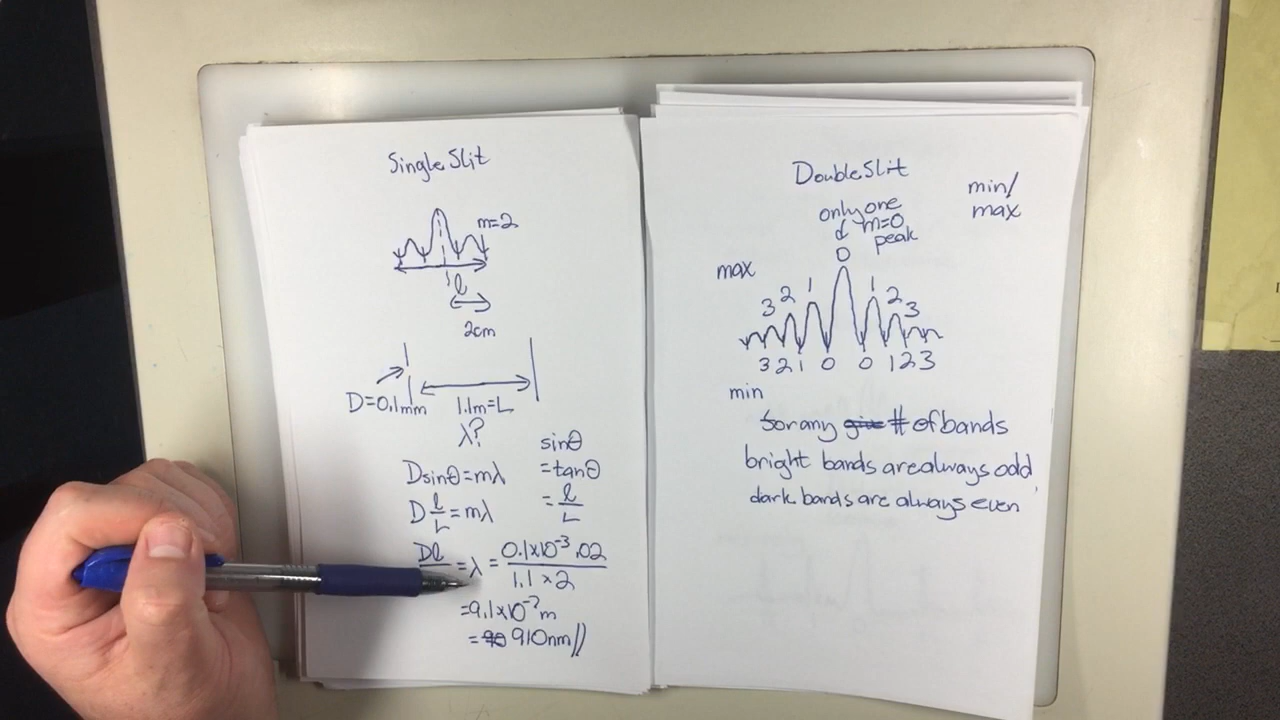 Single Slit
m=2
l
2cm
D=0.1mm
1.1m=L
λ?
sinθ
=tanθ
=l/L
Dsinθ=mλ
D l/L=mλ
Dl
=λ=0.1×10⁻³ .02
1.1×2
=9.1×10⁻⁷m
=910nm//
Double Slit
min/
max
only one
m=0
peak
0
max
3 2 1 1 2 3
3 2 1 0 0 1 2 3
min
for any # of bands
bright bands are always odd
dark bands are always even